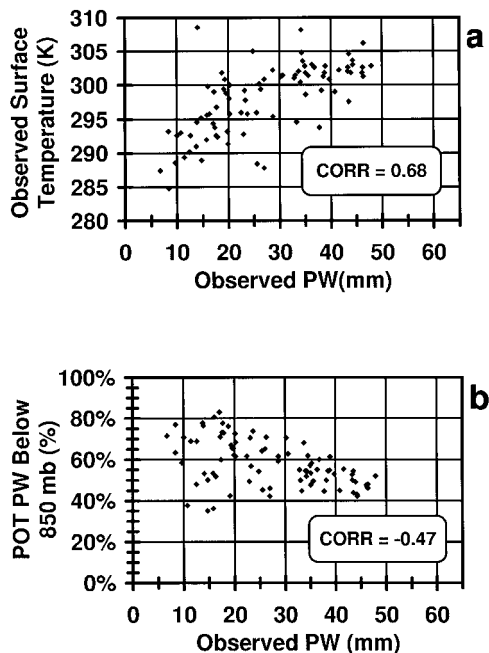 a
Observed Surface
Temperature (K)
310
305
300
295
290
285
280
CORR = 0.68
0 10 20 30 40 50 60
Observed PW(mm)
b
POT PW Below
850 mb (%)
100%
80%
60%
40%
20%
0%
CORR = -0.47
0 10 20 30 40 50 60
Observed PW (mm)